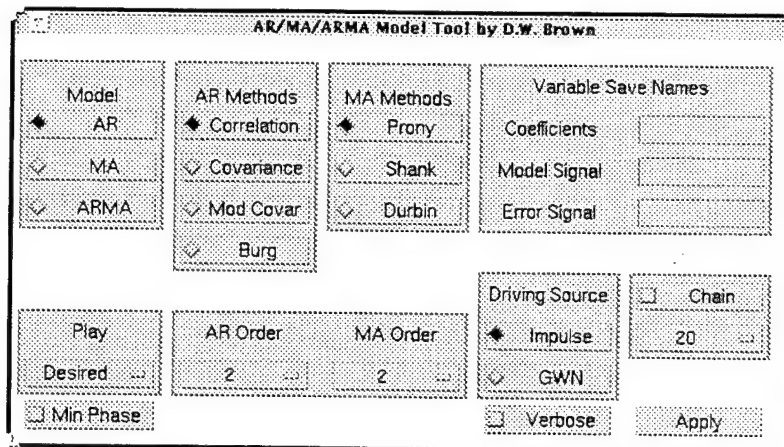 AR/MA/ARMA Model Tool by D.W. Brown
Model
AR
MA
ARMA
AR Methods
Correlation
Covariance
Mod Covar
Burg
MA Methods
Prony
Shank
Durbin
Variable Save Names
Coefficients
Model Signal
Error Signal
Play
Desired
Min Phase
AR Order
2
MA Order
2
Driving Source
Impulse
GWN
Verbose
Chain
20
Apply